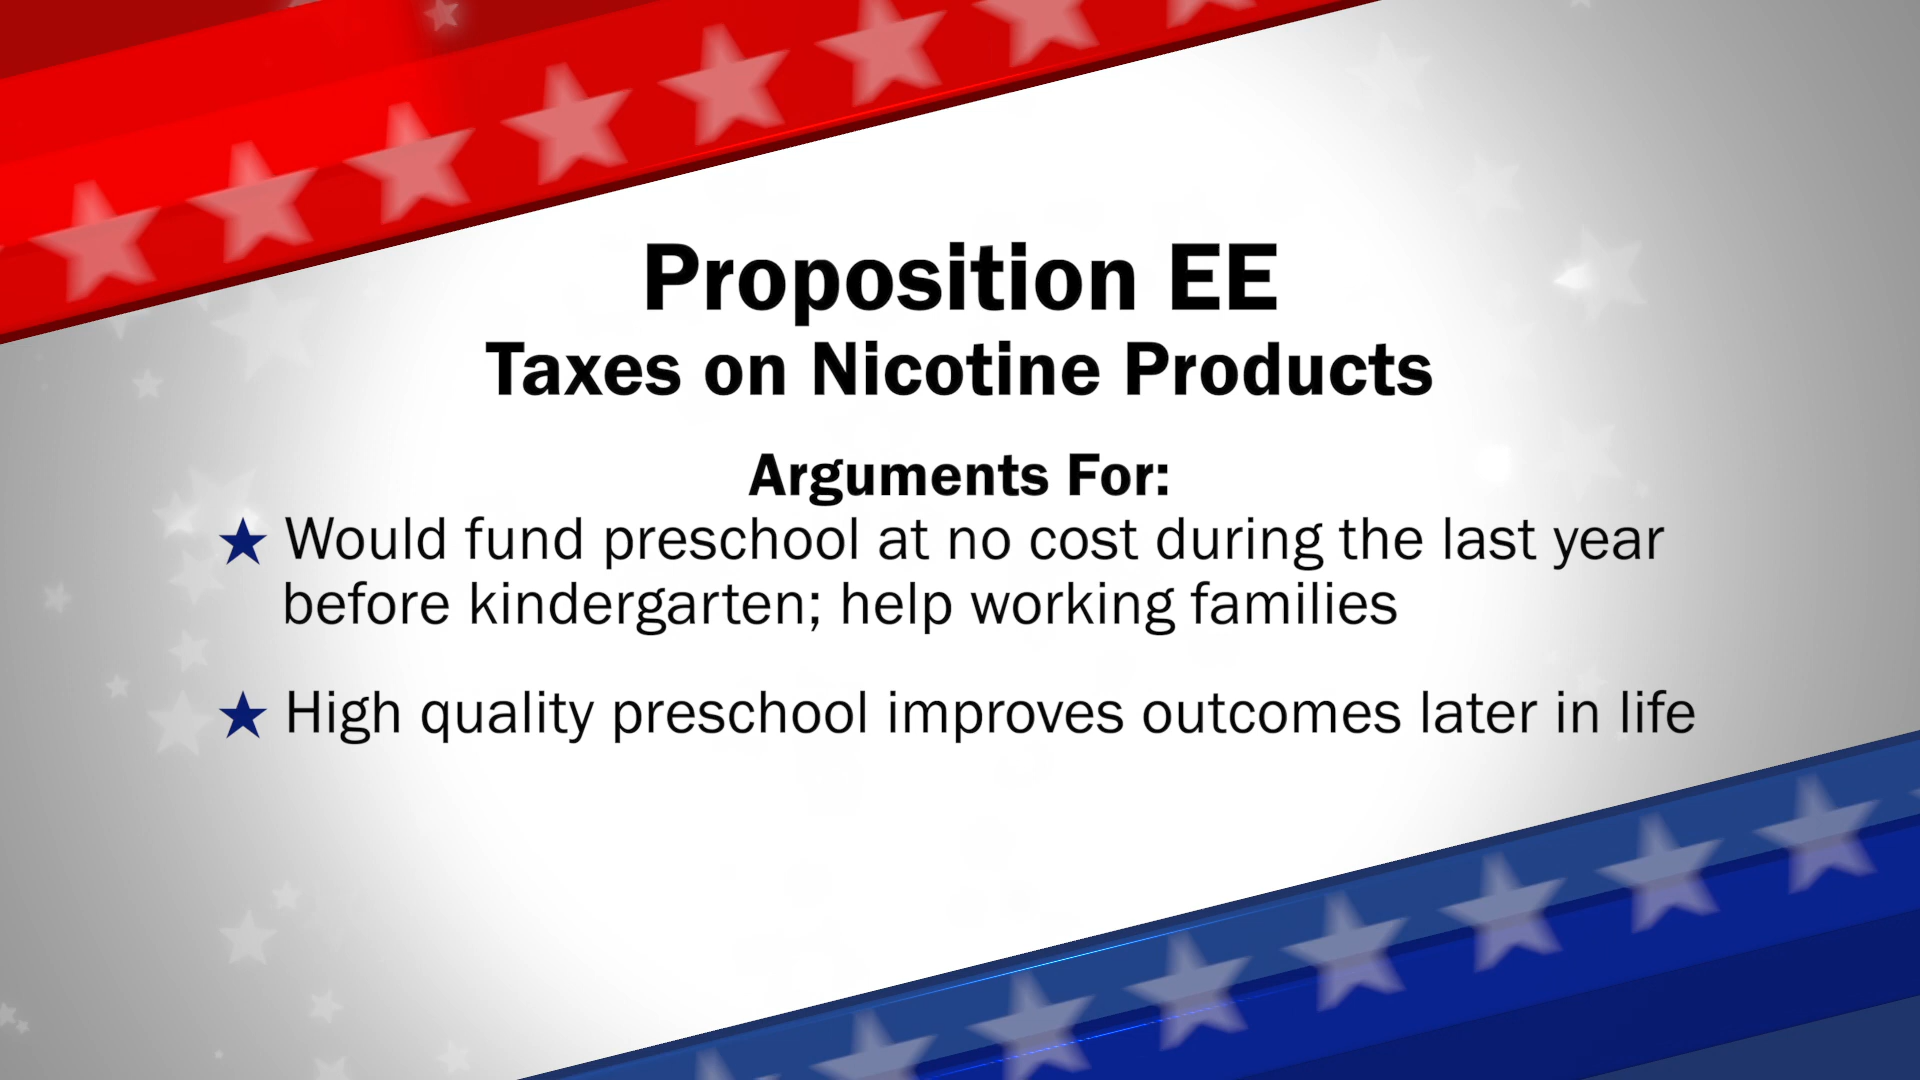 Proposition EE
Taxes on Nicotine Products
Arguments For:
Would fund preschool at no cost during the last year
before kindergarten; help working families
High quality preschool improves outcomes later in life